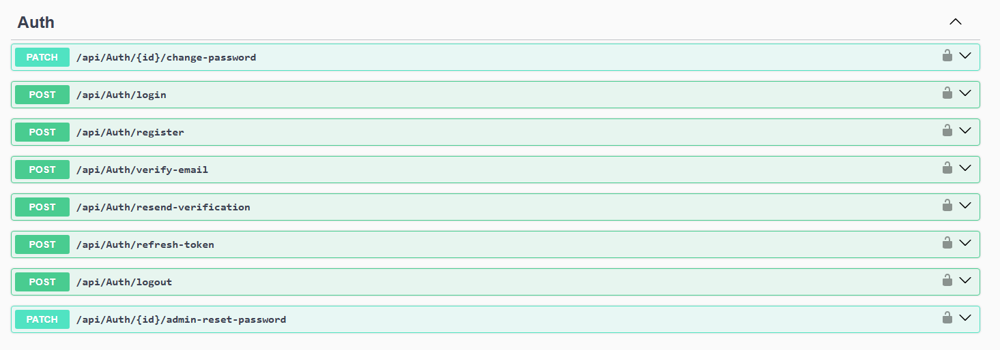 Auth
PATCH /api/Auth/{id}/change-password
POST /api/Auth/login
POST /api/Auth/register
POST /api/Auth/verify-email
POST /api/Auth/resend-verification
POST /api/Auth/refresh-token
POST /api/Auth/logout
PATCH /api/Auth/{id}/admin-reset-password